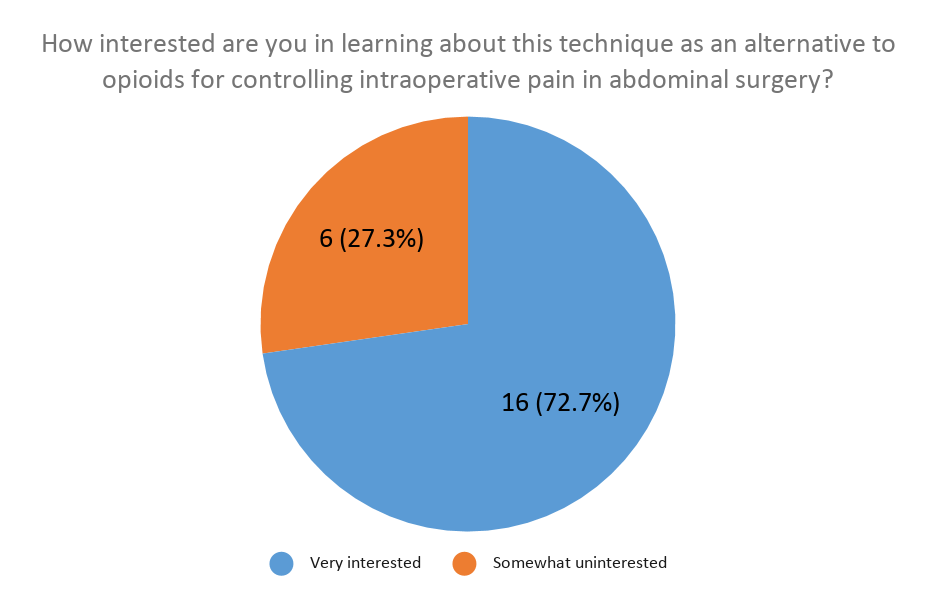 How interested are you in learning about this technique as an alternative to
opioids for controlling intraoperative pain in abdominal surgery?
6 (27.3%)
16 (72.7%)
Very interested
Somewhat uninterested